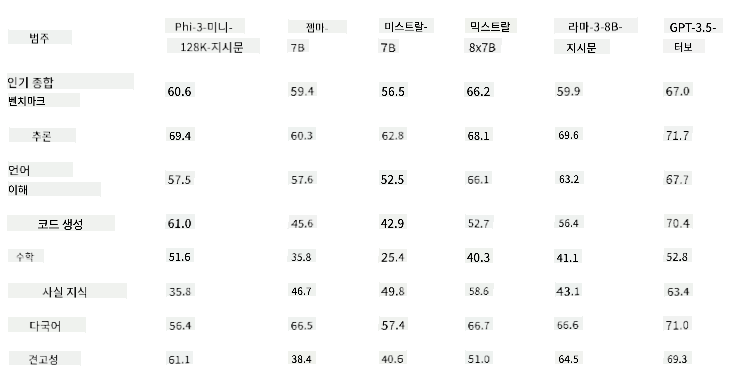 범주 Phi-3-미니-128K-지시문 젬마-7B 미스트랄-7B 믹스트랄 8x7B 라마-3-8B-지시문 GPT-3.5-터보
인기 종합 벤치마크 60.6 59.4 56.5 66.2 59.9 67.0
추론 69.4 60.3 62.8 68.1 69.6 71.7
언어 이해 57.5 57.6 52.5 66.1 63.2 67.7
코드 생성 61.0 45.6 42.9 52.7 56.4 70.4
수학 51.6 35.8 25.4 40.3 41.1 52.8
사실 지식 35.8 46.7 49.8 58.6 43.1 63.4
다국어 56.4 66.5 57.4 66.7 66.6 71.0
견고성 61.1 38.4 40.6 51.0 64.5 69.3